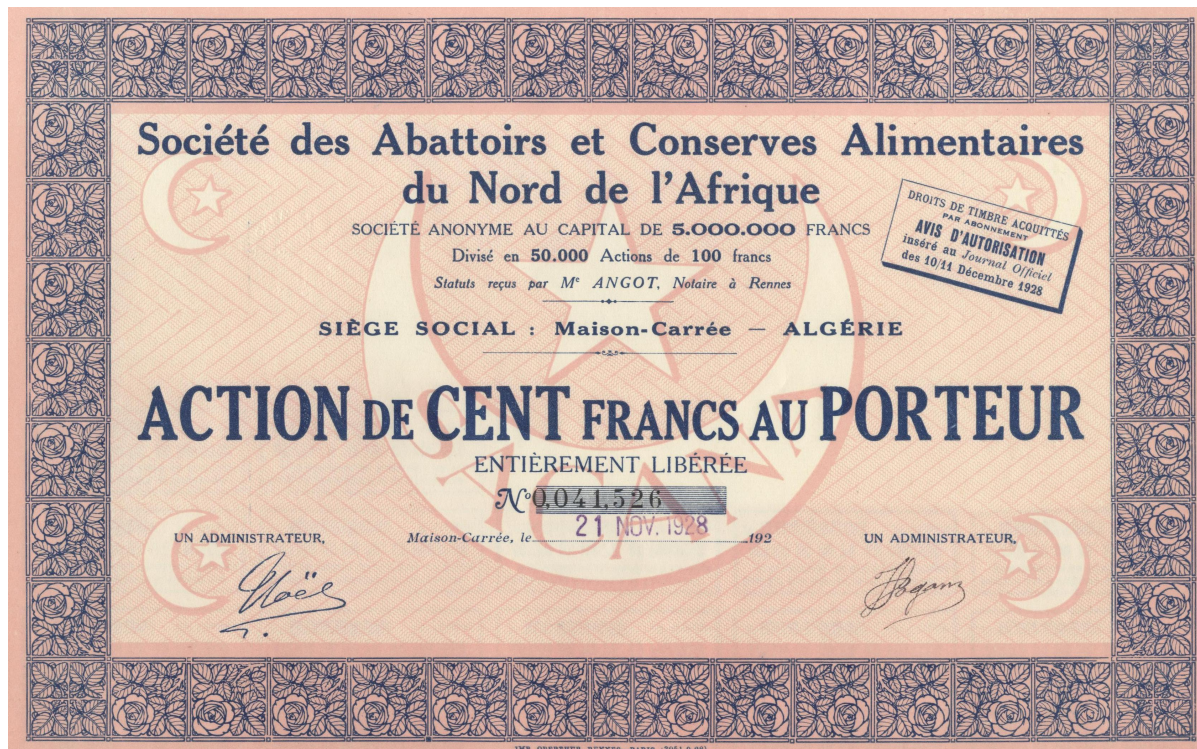 Société des Abattoirs et Conserves Alimentaires
du Nord de l'Afrique
SOCIÉTÉ ANONYME AU CAPITAL DE 5.000.000 FRANCS
Divisé en 50.000 Actions de 100 francs
Statuts reçus par Me ANGOT, Notaire à Rennes
DROITS DE TIMBRE ACQUITTÉS
PAR ABONNEMENT
AVIS D'AUTORISATION
inséré au Journal Officiel
des 10/11 Décembre 1928
SIÈGE SOCIAL : Maison-Carrée — ALGÉRIE
ACTION DE CENT FRANCS AU PORTEUR
ENTIÈREMENT LIBÉRÉE
SACANA
No 0,041,526
21 NOV. 1928
UN ADMINISTRATEUR,
Maison-Carrée, le 192
UN ADMINISTRATEUR,
Noël